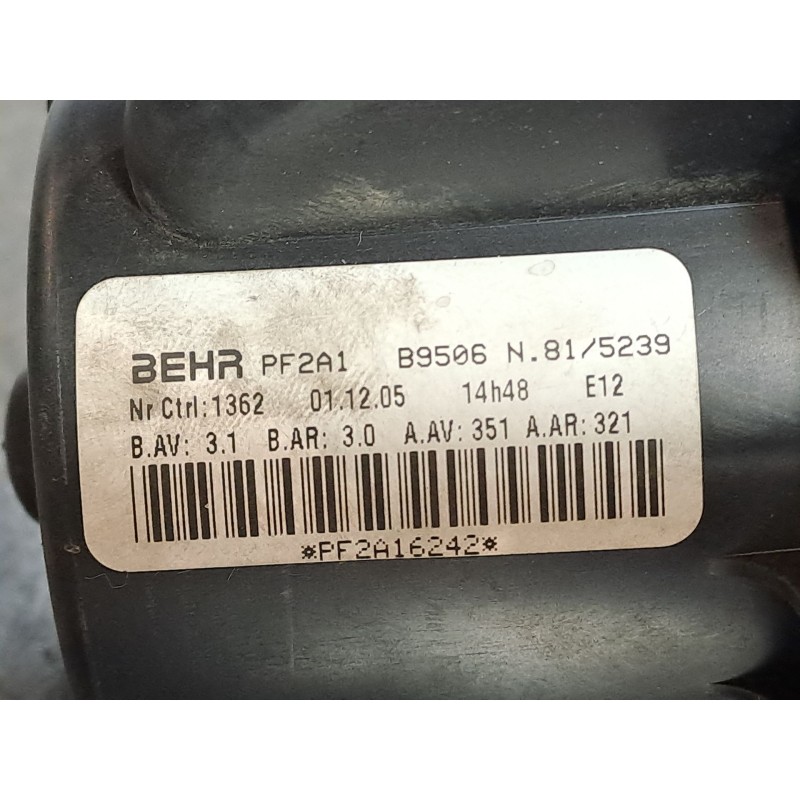 BEHR PF2A1 B9506 N.81/5239
Nr Ctrl:1362 01.12.05 14h48 E12
B.AV: 3.1 B.AR: 3.0 A.AV: 351 A.AR: 321
*PF2A16242*